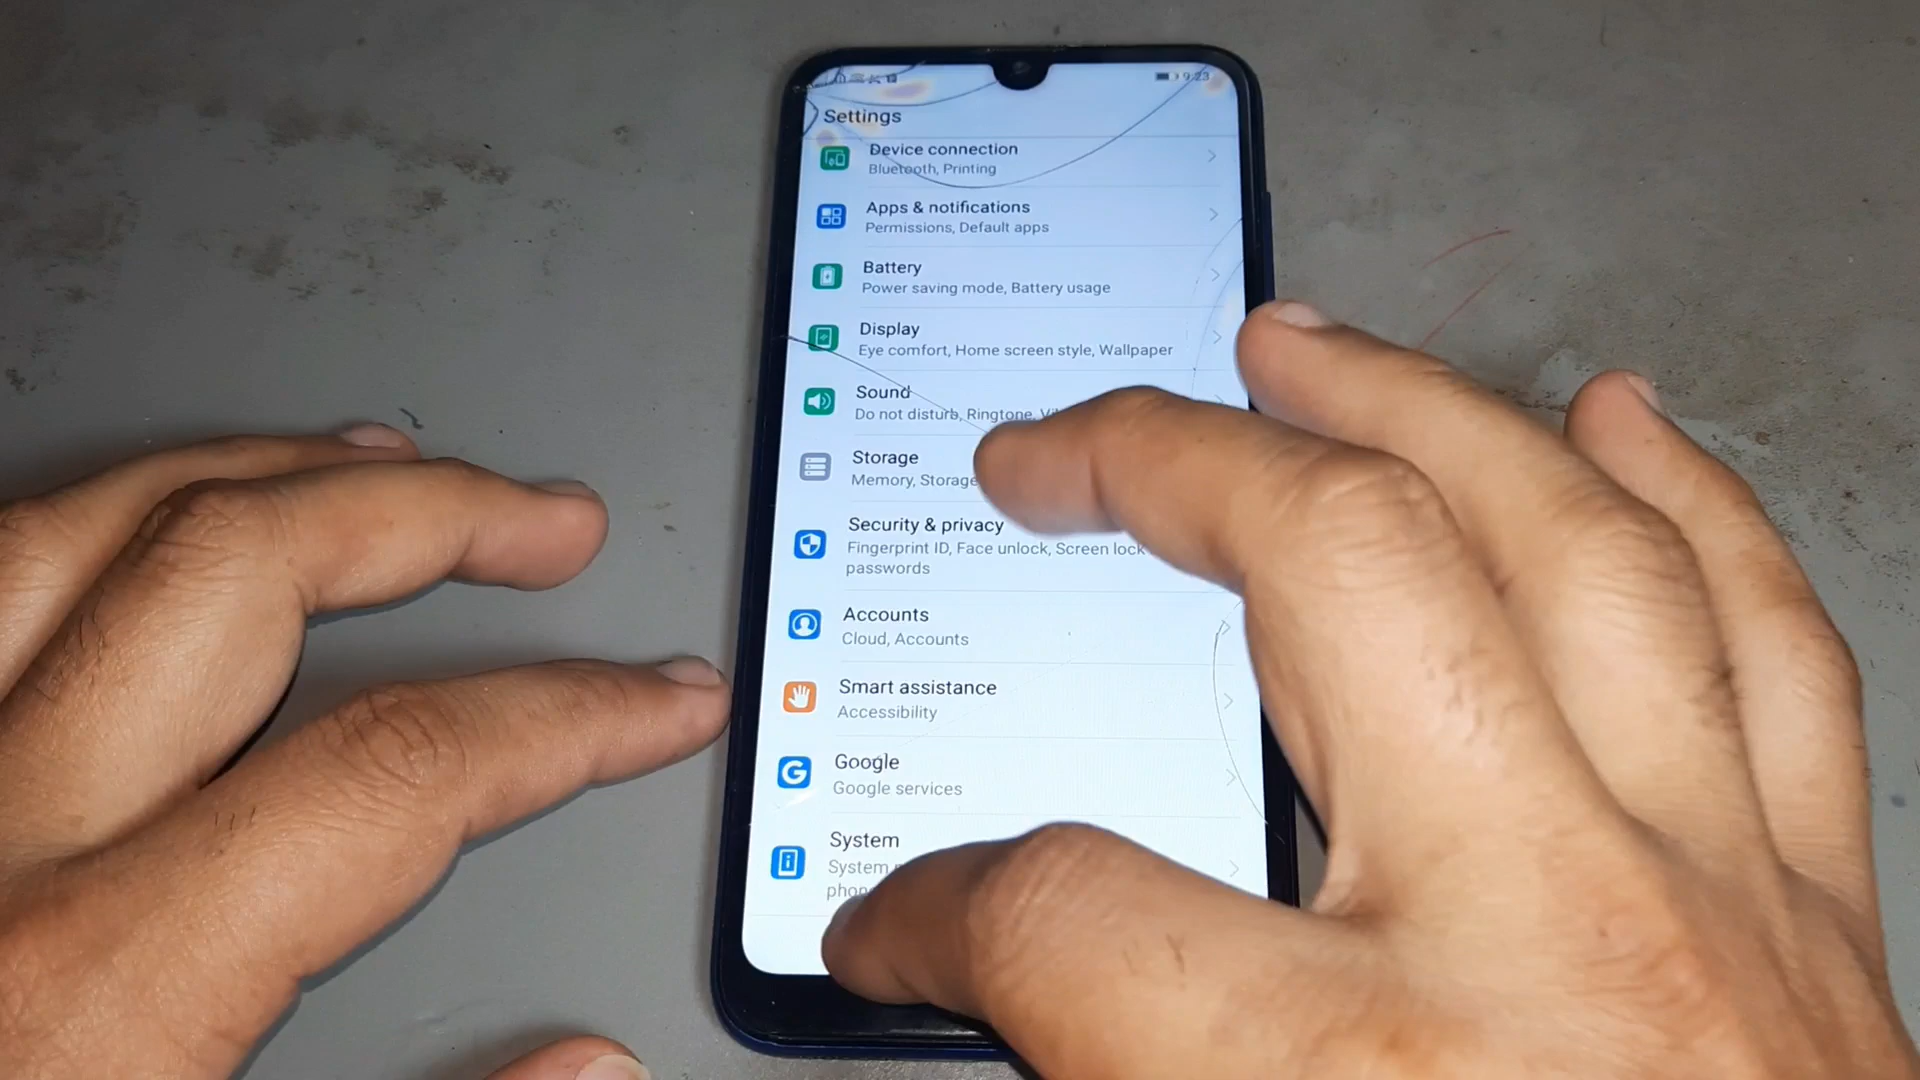 9:23
Settings
Device connection
Bluetooth, Printing
Apps & notifications
Permissions, Default apps
Battery
Power saving mode, Battery usage
Display
Eye comfort, Home screen style, Wallpaper
Sound
Do not disturb, Ringtone,
Storage
Memory, Storage
Security & privacy
Fingerprint ID, Face unlock, Screen lock
passwords
Accounts
Cloud, Accounts
Smart assistance
Accessibility
Google
Google services
System
System